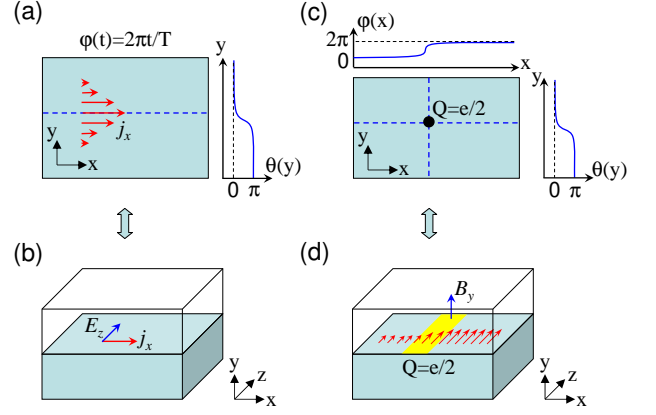 (a)
φ(t)=2πt/T
y
j_x
y
x
0
π
θ(y)
(c)
φ(x)
2π
0
x
y
Q=e/2
y
x
0
π
θ(y)
(b)
E_z
j_x
y
z
x
(d)
B_y
Q=e/2
y
z
x